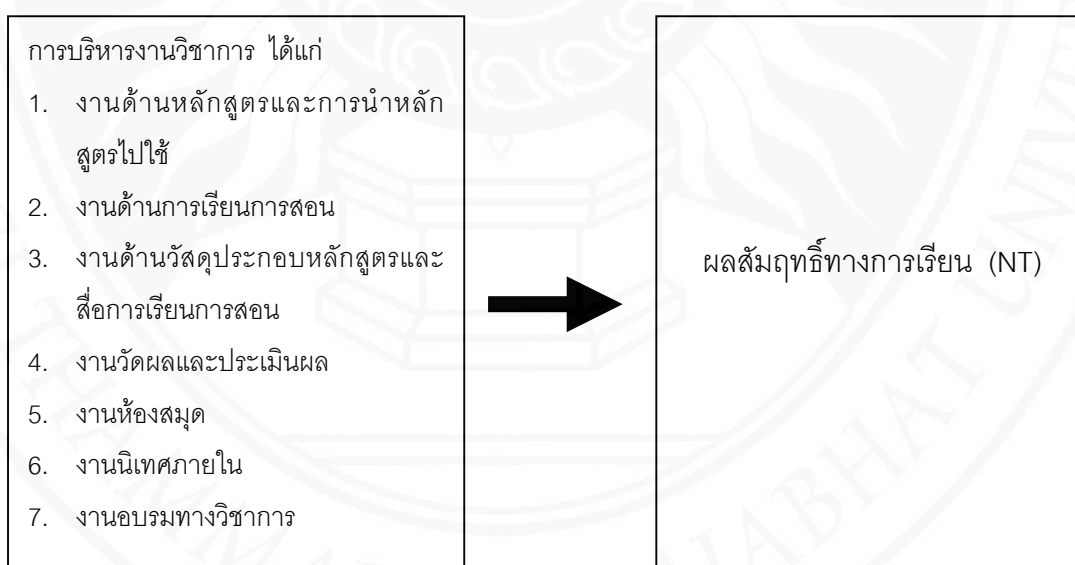 การบริหารงานวิชาการ ได้แก่
1. งานด้านหลักสูตรและการนำหลัก
สูตรไปใช้
2. งานด้านการเรียนการสอน
3. งานด้านวัสดุประกอบหลักสูตรและ
สื่อการเรียนการสอน
4. งานวัดผลและประเมินผล
5. งานห้องสมุด
6. งานนิเทศภายใน
7. งานอบรมทางวิชาการ
ผลสัมฤทธิ์ทางการเรียน (NT)